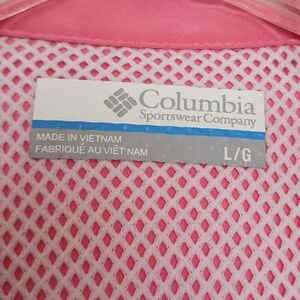 Columbia
Sportswear Company
MADE IN VIETNAM
FABRIQUÉ AU VIÊT NAM
L/G